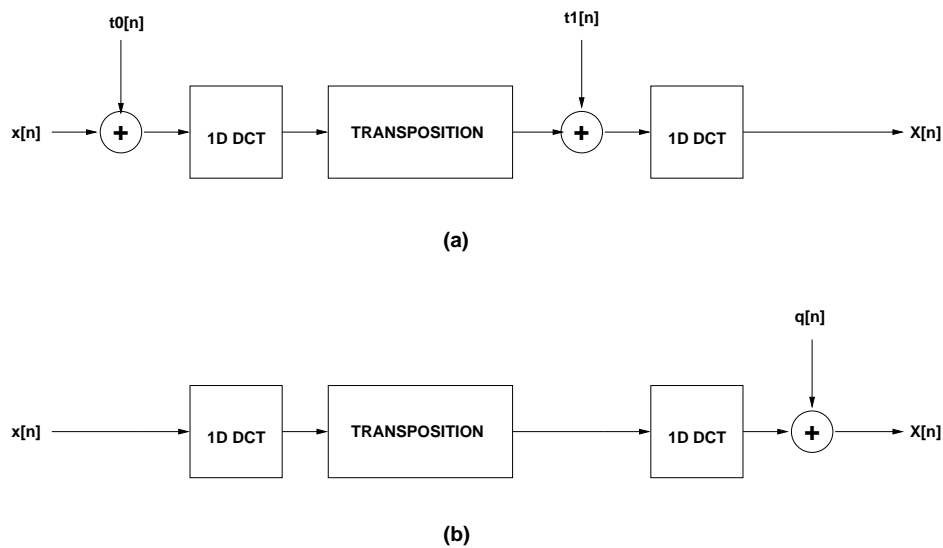 t0[n]
t1[n]
x[n]
+
1D DCT
TRANSPOSITION
+
1D DCT
X[n]
(a)
q[n]
x[n]
1D DCT
TRANSPOSITION
1D DCT
+
X[n]
(b)